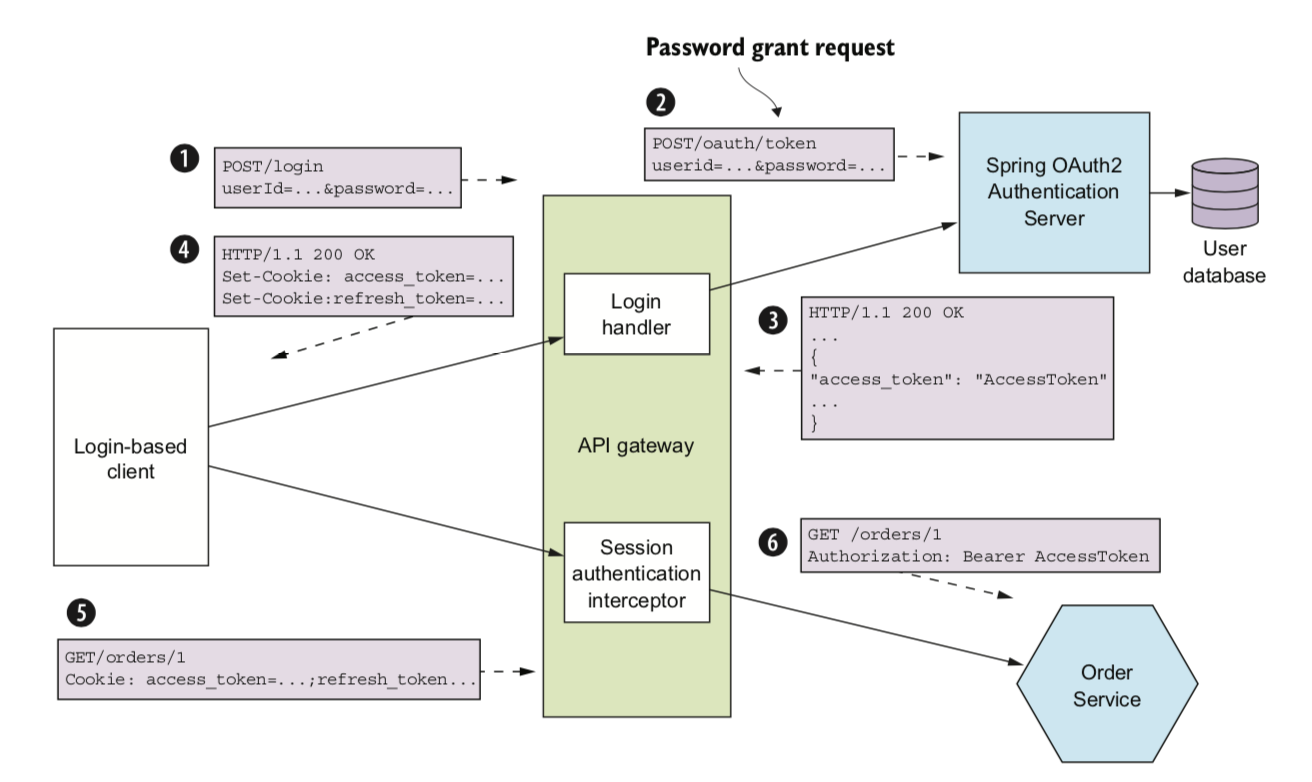 Password grant request
2
POST/oauth/token
userid=...&password=...
1
POST/login
userId=...&password=...
Spring OAuth2
Authentication
Server
User
database
4
HTTP/1.1 200 OK
Set-Cookie: access_token=...
Set-Cookie:refresh_token=...
Login
handler
3
HTTP/1.1 200 OK
...
{
"access_token": "AccessToken"
...
}
Login-based
client
API gateway
Session
authentication
interceptor
6
GET /orders/1
Authorization: Bearer AccessToken
5
GET/orders/1
Cookie: access_token=...;refresh_token...
Order
Service